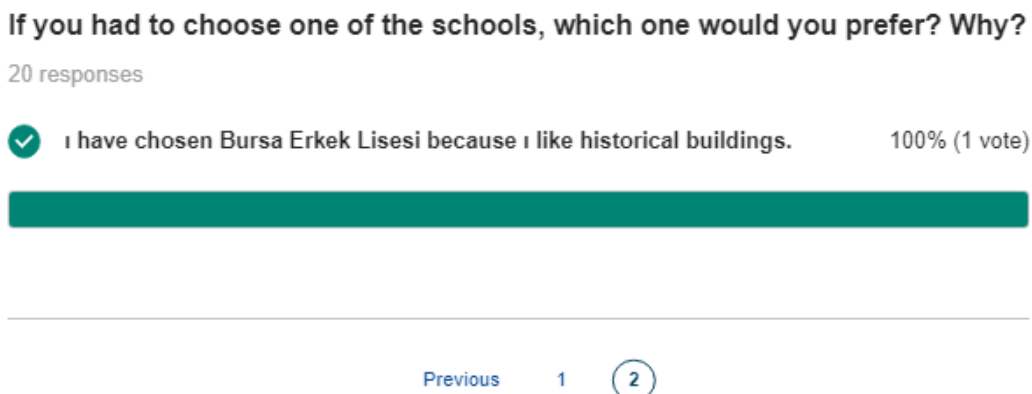 If you had to choose one of the schools, which one would you prefer? Why?
20 responses
ı have chosen Bursa Erkek Lisesi because ı like historical buildings. 100% (1 vote)
Previous 1 2